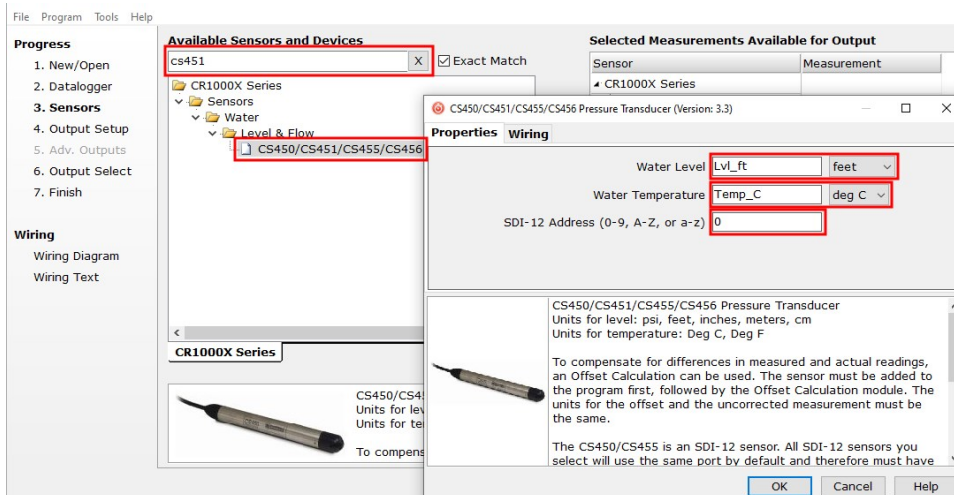 File Program Tools Help
Progress
1. New/Open
2. Datalogger
3. Sensors
4. Output Setup
5. Adv. Outputs
6. Output Select
7. Finish
Wiring
Wiring Diagram
Wiring Text
Available Sensors and Devices
cs451 X Exact Match
CR1000X Series
Sensors
Water
Level & Flow
CS450/CS451/CS455/CS456
CR1000X Series
CS450/CS4
Units for lev
Units for te
To compens
Selected Measurements Available for Output
Sensor Measurement
CR1000X Series
CS450/CS451/CS455/CS456 Pressure Transducer (Version: 3.3)
Properties Wiring
Water Level Lvl_ft feet
Water Temperature Temp_C deg C
SDI-12 Address (0-9, A-Z, or a-z) 0
CS450/CS451/CS455/CS456 Pressure Transducer
Units for level: psi, feet, inches, meters, cm
Units for temperature: Deg C, Deg F
To compensate for differences in measured and actual readings,
an Offset Calculation can be used. The sensor must be added to
the program first, followed by the Offset Calculation module. The
units for the offset and the uncorrected measurement must be
the same.
The CS450/CS455 is an SDI-12 sensor. All SDI-12 sensors you
select will use the same port by default and therefore must have
OK Cancel Help